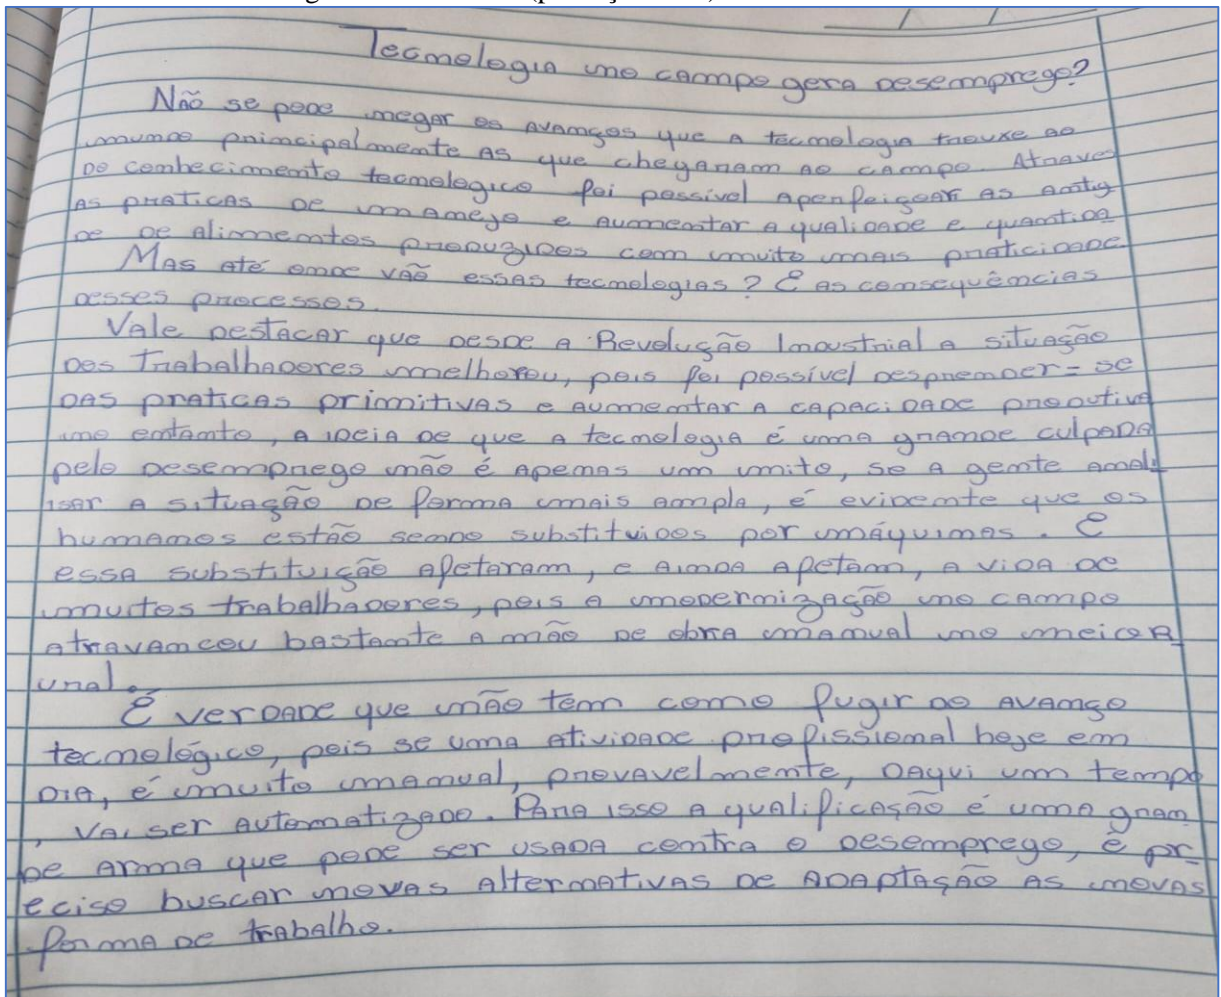 Tecnologia no campo gera desemprego?
Não se pode negar os avanços que a tecnologia trouxe ao
mundo principalmente as que chegaram ao campo. Atraves
do conhecimento tecnologico foi possivel aperfeiçoar as antig
as praticas de manejo e aumentar a qualidade e quantida
de de alimentos produzidos com muito mais praticidade.
Mas até onde vão essas tecnologias? E as consequências
desses processos.
Vale destacar que desde a Revolução Industrial a situação
dos Trabalhadores melhorou, pois foi possível desprender-se
das praticas primitivas e aumentar a capacidade produtiva
no entanto, a ideia de que a tecnologia é uma grande culpada
pelo desemprego não é apenas um mito, se a gente anali
isar a situação de forma mais ampla, é evidente que os
humanos estão sendo substituidos por máquinas. E
essa substituição afetaram, e ainda afetam, a vida de
muitos trabalhadores, pois a modernização no campo
atravancou bastante a mão de obra manual no meico R
ural.
É verdade que não tem como fugir do avanço
tecnológico, pois se uma atividade profissional hoje em
dia, é muito manual, provavelmente, daqui um tempo
, vai ser automatizado. Para isso a qualificação é uma gran
de arma que pode ser usada contra o desemprego, é pr
eciso buscar novas alternativas de adaptação as novas
forma de trabalho.